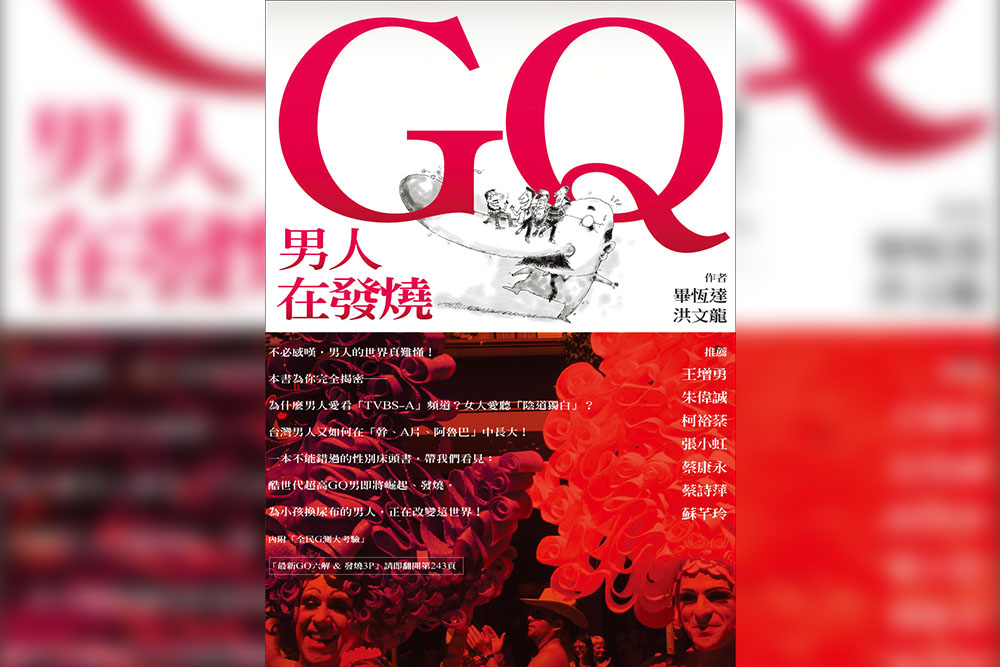 GQ
男人
在發燒
作者
畢恆達
洪文龍
不必感嘆，男人的世界真難懂！
本書為你完全揭密——
為什麼男人愛看「TVBS-A」頻道？女人愛聽「陰道獨白」？
台灣男人又如何在「幹、A片、阿魯巴」中長大！
一本不能錯過的性別床頭書，帶我們看見：
酷世代超高GQ男即將崛起、發燒，
為小孩換尿布的男人，正在改變這世界！
內附「全民G測大考驗」
「最新GQ六解 & 發燒3P」請即翻開第243頁
推薦
王增勇
朱偉誠
柯裕棻
張小虹
蔡康永
蔡詩萍
蘇芊玲